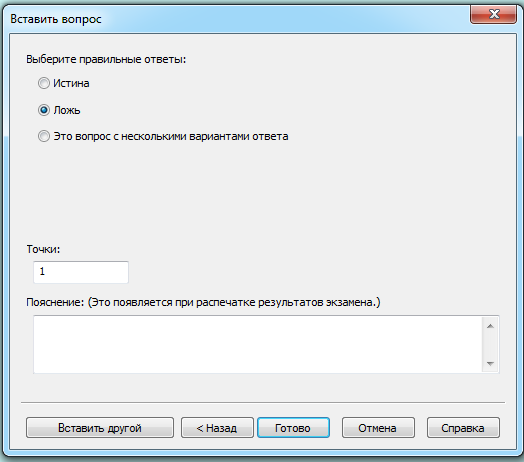 Вставить вопрос
Выберите правильные ответы:
Истина
Ложь
Это вопрос с несколькими вариантами ответа
Точки:
1
Пояснение: (Это появляется при распечатке результатов экзамена.)
Вставить другой < Назад Готово Отмена Справка